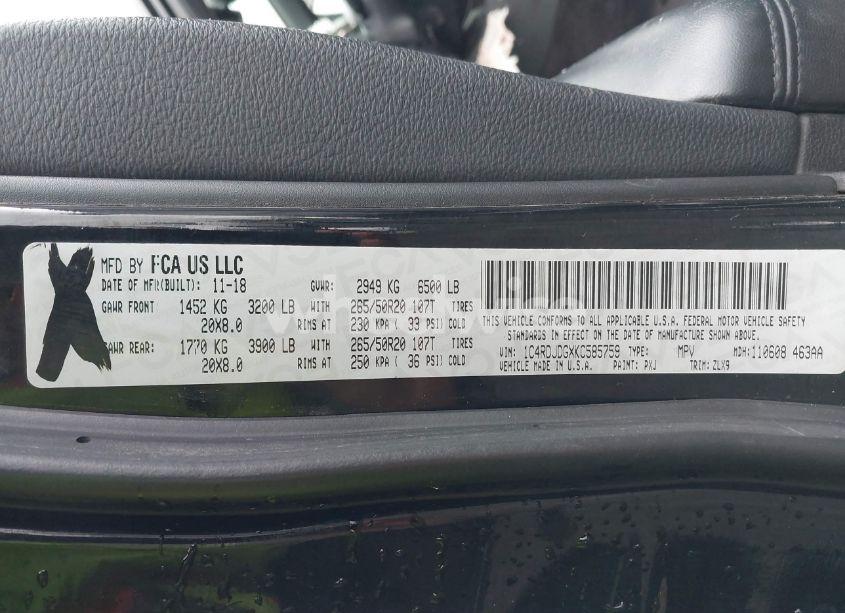 MFD BY FCA US LLC
DATE OF MFR(BUILT): 11-18 GVWR: 2949 KG 6500 LB
GAWR FRONT 1452 KG 3200 LB WITH 265/50R20 107T TIRES
20X8.0 RIMS AT 230 KPA ( 33 PSI) COLD
GAWR REAR: 1770 KG 3900 LB WITH 265/50R20 107T TIRES
20X8.0 RIMS AT 250 KPA ( 36 PSI) COLD
THIS VEHICLE CONFORMS TO ALL APPLICABLE U.S.A. FEDERAL MOTOR VEHICLE SAFETY
STANDARDS IN EFFECT ON THE DATE OF MANUFACTURE SHOWN ABOVE.
VIN: 1C4RDJDGXKC585759 TYPE: MPV MDH: 110608 463AA
VEHICLE MADE IN U.S.A. PAINT: PXJ TRIM: ZLX9